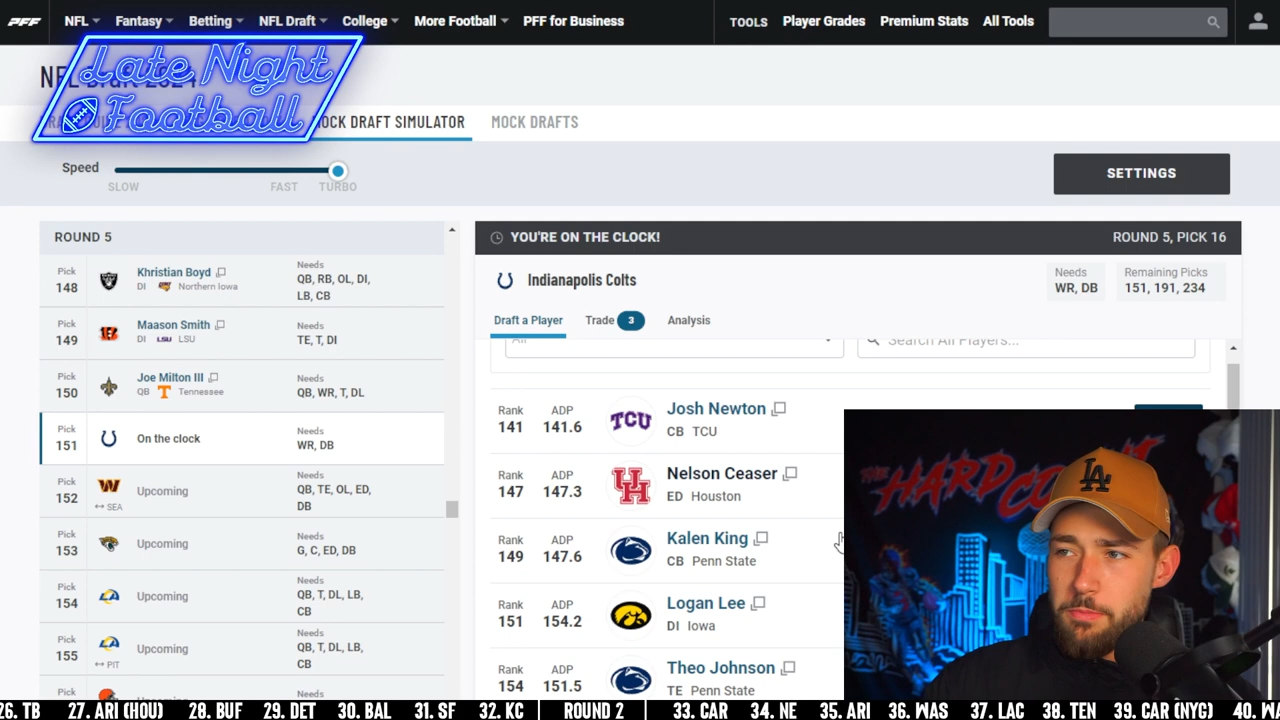 PFF
NFL
Fantasy
Betting
NFL Draft
College
More Football
PFF for Business
TOOLS
Player Grades
Premium Stats
All Tools
Late Night
Football
MOCK DRAFT SIMULATOR
MOCK DRAFTS
Speed
SLOW
FAST
TURBO
SETTINGS
ROUND 5
Pick
148
Khristian Boyd
DI Northern Iowa
Needs
QB, RB, OL, DI,
LB, CB
Pick
149
Maason Smith
DI LSU LSU
Needs
TE, T, DI
Pick
150
Joe Milton III
QB T Tennessee
Needs
QB, WR, T, DL
Pick
151
On the clock
Needs
WR, DB
Pick
152
↔ SEA
Upcoming
Needs
QB, TE, OL, ED,
DB
Pick
153
Upcoming
Needs
G, C, ED, DB
Pick
154
Upcoming
Needs
QB, T, DL, LB,
CB
Pick
155
↔ PIT
Upcoming
Needs
QB, T, DL, LB,
CB
Pick
Upcoming
Needs
YOU'RE ON THE CLOCK!
ROUND 5, PICK 16
Indianapolis Colts
Needs
WR, DB
Remaining Picks
151, 191, 234
Draft a Player
Trade 3
Analysis
All
Search All Players...
Rank
141
ADP
141.6
TCU
Josh Newton
CB TCU
Rank
147
ADP
147.3
Nelson Ceaser
ED Houston
Rank
149
ADP
147.6
Kalen King
CB Penn State
Rank
151
ADP
154.2
Logan Lee
DI Iowa
Rank
154
ADP
151.5
Theo Johnson
TE Penn State
THE HARD COUNT
LA
26. TB 27. ARI (HOU) 28. BUF 29. DET 30. BAL 31. SF 32. KC ROUND 2 33. CAR 34. NE 35. ARI 36. WAS 37. LAC 38. TEN 39. CAR (NYG) 40. WA